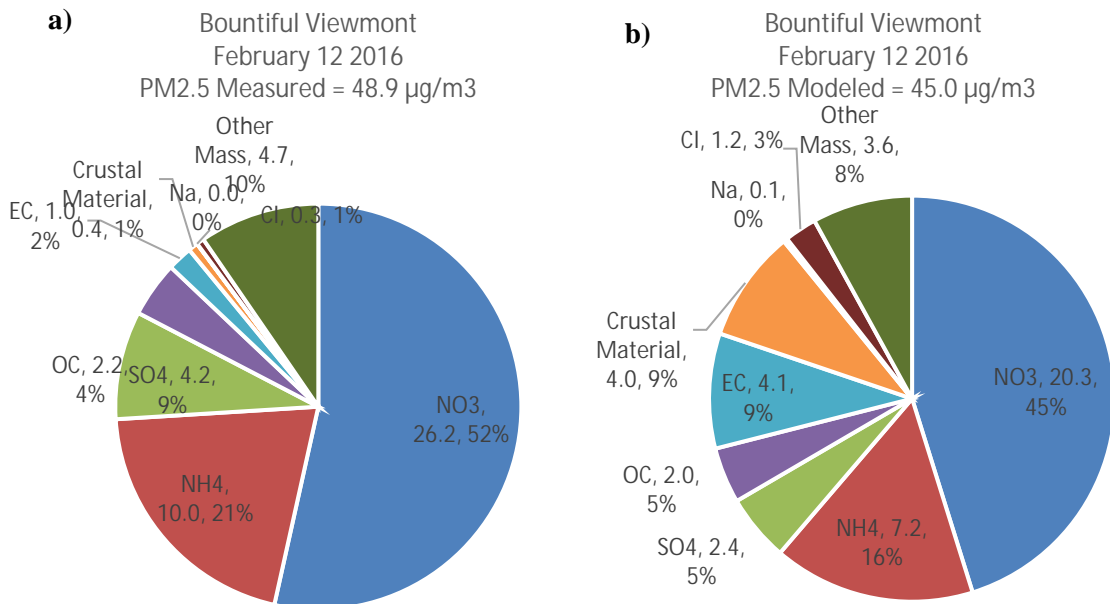 a)
Bountiful Viewmont
February 12 2016
PM2.5 Measured = 48.9 µg/m3
Other
Mass, 4.7,
10%
Crustal
Material,
0.4, 1%
Na, 0.0,
0%
Cl, 0.3, 1%
EC, 1.0,
2%
OC, 2.2,
4%
SO4, 4.2,
9%
NO3,
26.2, 52%
NH4,
10.0, 21%
b)
Bountiful Viewmont
February 12 2016
PM2.5 Modeled = 45.0 µg/m3
Other
Mass, 3.6,
8%
Cl, 1.2, 3%
Na, 0.1,
0%
Crustal
Material,
4.0, 9%
EC, 4.1,
9%
NO3, 20.3,
45%
OC, 2.0,
5%
SO4, 2.4,
5%
NH4, 7.2,
16%